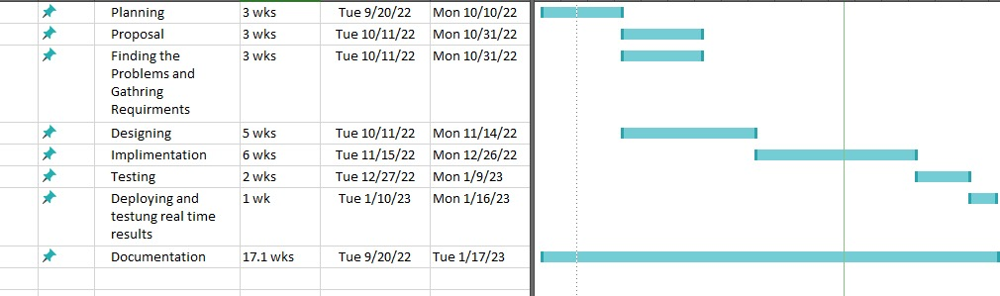 Planning 3 wks Tue 9/20/22 Mon 10/10/22
Proposal 3 wks Tue 10/11/22 Mon 10/31/22
Finding the 3 wks Tue 10/11/22 Mon 10/31/22
Problems and
Gathring
Requirments
Designing 5 wks Tue 10/11/22 Mon 11/14/22
Implimentation 6 wks Tue 11/15/22 Mon 12/26/22
Testing 2 wks Tue 12/27/22 Mon 1/9/23
Deploying and 1 wk Tue 1/10/23 Mon 1/16/23
testung real time
results
Documentation 17.1 wks Tue 9/20/22 Tue 1/17/23